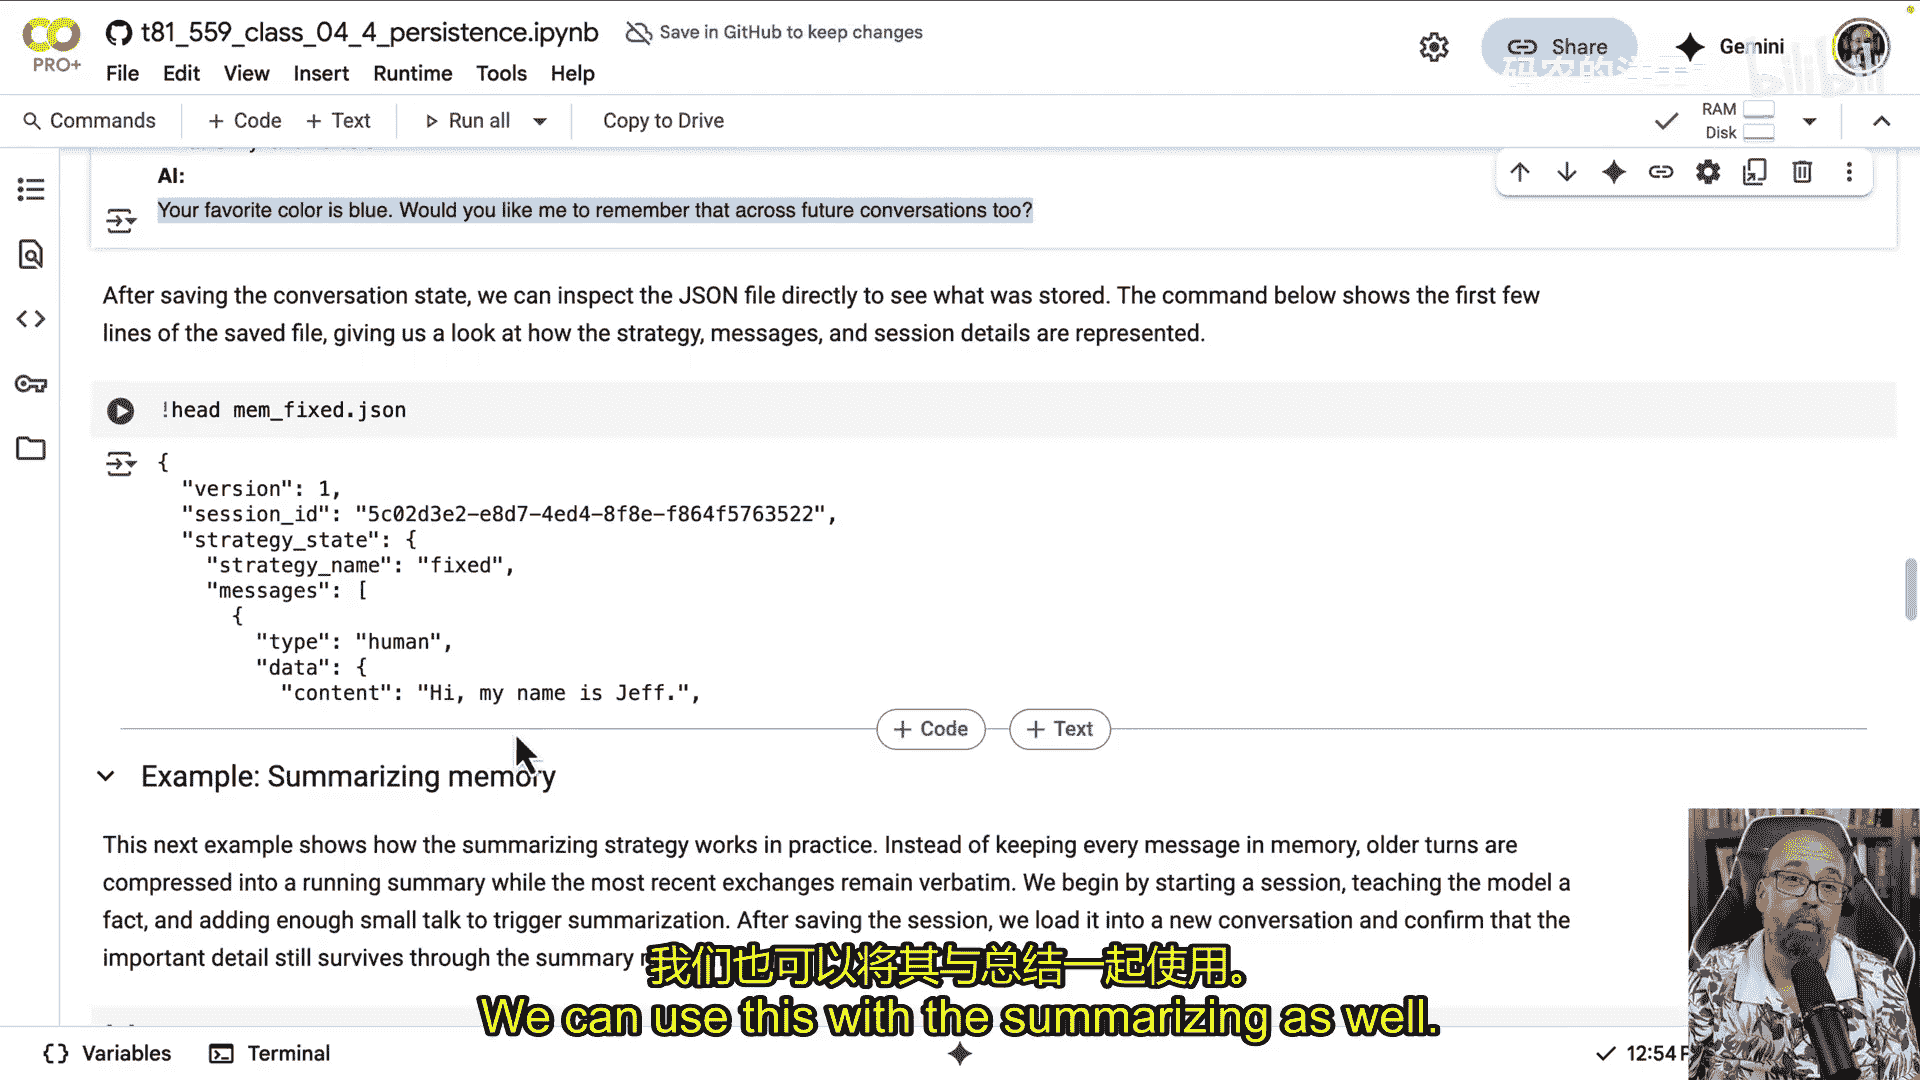 CO
PRO+
t81_559_class_04_4_persistence.ipynb
Save in GitHub to keep changes
File Edit View Insert Runtime Tools Help
Share
Gemini
Commands
+ Code + Text
Run all
Copy to Drive
RAM
Disk
AI:
Your favorite color is blue. Would you like me to remember that across future conversations too?
After saving the conversation state, we can inspect the JSON file directly to see what was stored. The command below shows the first few
lines of the saved file, giving us a look at how the strategy, messages, and session details are represented.
!head mem_fixed.json
{
"version": 1,
"session_id": "5c02d3e2-e8d7-4ed4-8f8e-f864f5763522",
"strategy_state": {
"strategy_name": "fixed",
"messages": [
{
"type": "human",
"data": {
"content": "Hi, my name is Jeff.",
+ Code + Text
Example: Summarizing memory
This next example shows how the summarizing strategy works in practice. Instead of keeping every message in memory, older turns are
compressed into a running summary while the most recent exchanges remain verbatim. We begin by starting a session, teaching the model a
fact, and adding enough small talk to trigger summarization. After saving the session, we load it into a new conversation and confirm that the
important detail still survives through the summary
我们也可以将其与总结一起使用。
We can use this with the summarizing as well.
Variables
Terminal
12:54